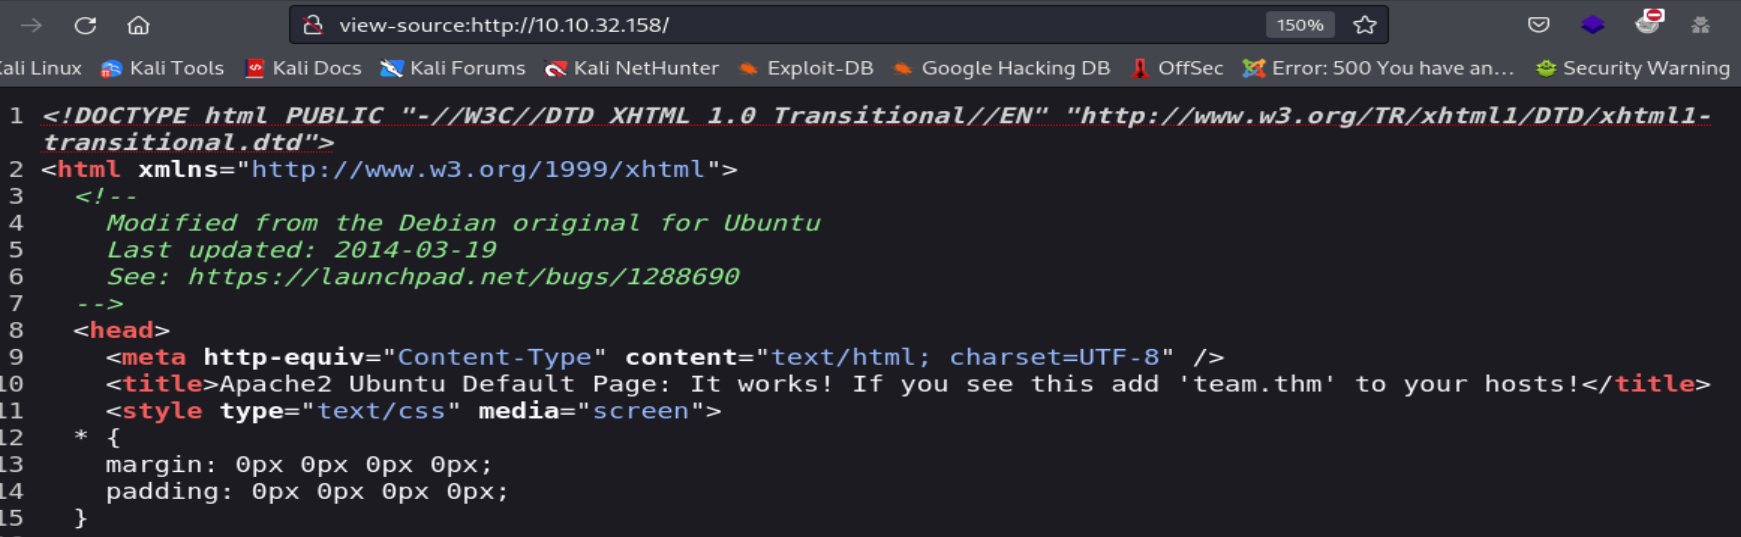 view-source:http://10.10.32.158/ 150%
Kali Linux Kali Tools Kali Docs Kali Forums Kali NetHunter Exploit-DB Google Hacking DB OffSec Error: 500 You have an... Security Warning
1 <!DOCTYPE html PUBLIC "-//W3C//DTD XHTML 1.0 Transitional//EN" "http://www.w3.org/TR/xhtml1/DTD/xhtml1-
transitional.dtd">
2 <html xmlns="http://www.w3.org/1999/xhtml">
3 <!--
4 Modified from the Debian original for Ubuntu
5 Last updated: 2014-03-19
6 See: https://launchpad.net/bugs/1288690
7 -->
8 <head>
9 <meta http-equiv="Content-Type" content="text/html; charset=UTF-8" />
10 <title>Apache2 Ubuntu Default Page: It works! If you see this add 'team.thm' to your hosts!</title>
11 <style type="text/css" media="screen">
12 * {
13 margin: 0px 0px 0px 0px;
14 padding: 0px 0px 0px 0px;
15 }